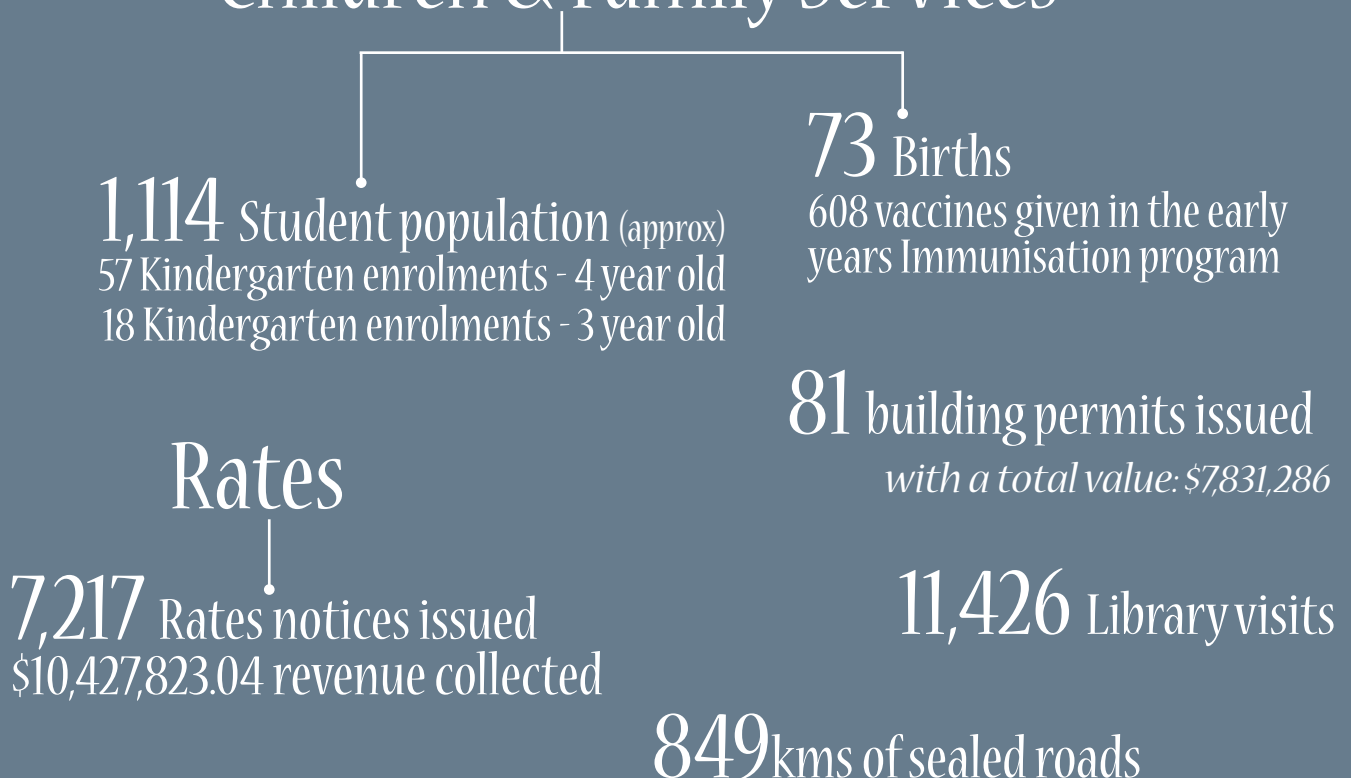 Children & Family Services
73 Births
608 vaccines given in the early
years Immunisation program
1,114 Student population (approx)
57 Kindergarten enrolments - 4 year old
18 Kindergarten enrolments - 3 year old
81 building permits issued
with a total value: $7,831,286
Rates
7,217 Rates notices issued
$10,427,823.04 revenue collected
11,426 Library visits
849kms of sealed roads